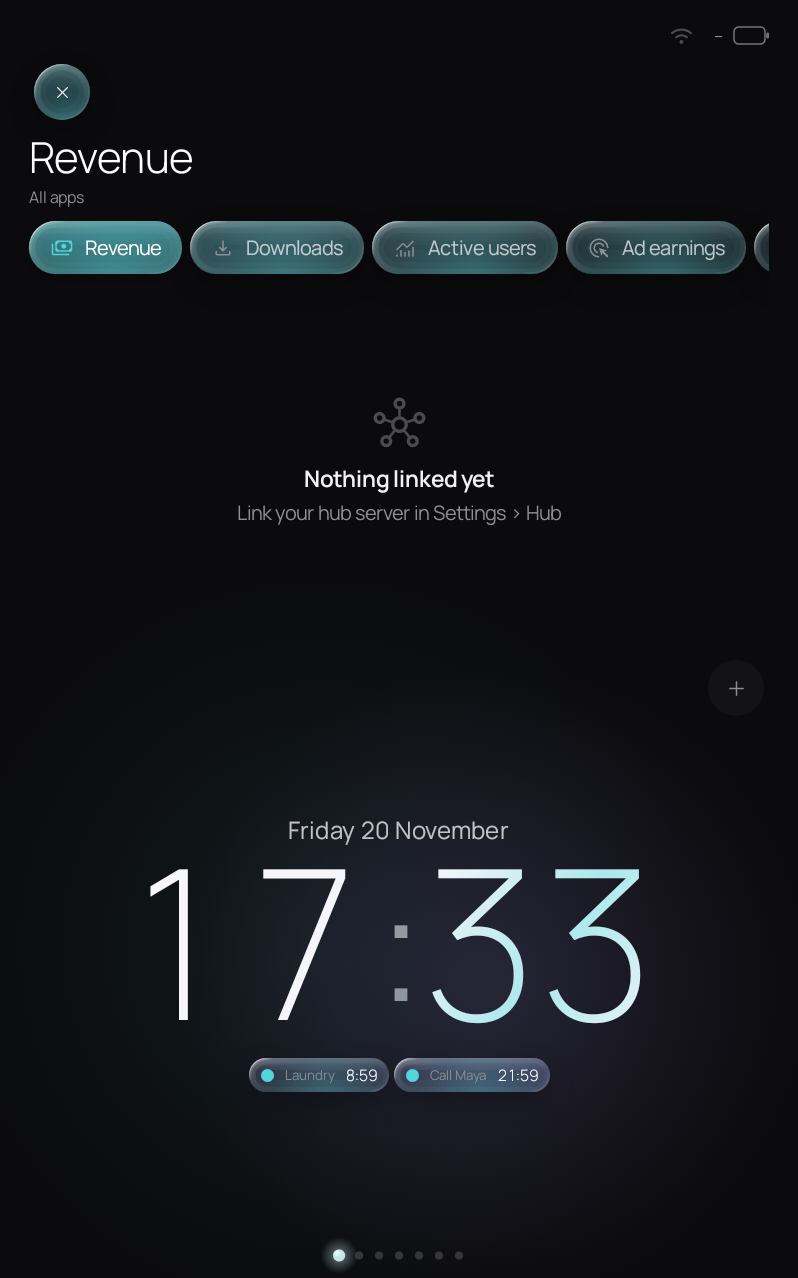 –
Revenue
All apps
Revenue Downloads Active users Ad earnings
Nothing linked yet
Link your hub server in Settings > Hub
Friday 20 November
17:33
Laundry 8:59 Call Maya 21:59